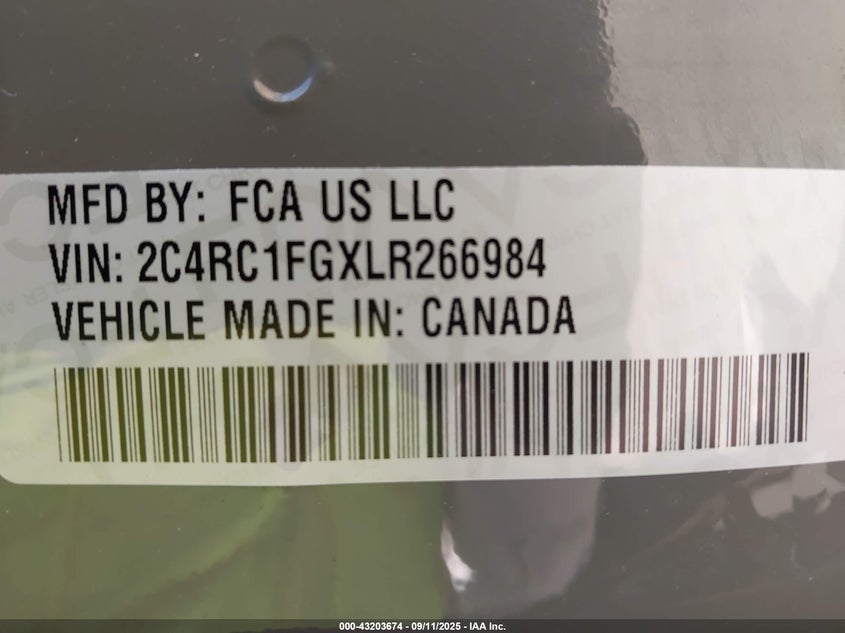 MFD BY: FCA US LLC
VIN: 2C4RC1FGXLR266984
VEHICLE MADE IN: CANADA
000-43203674 - 09/11/2025 - IAA Inc.